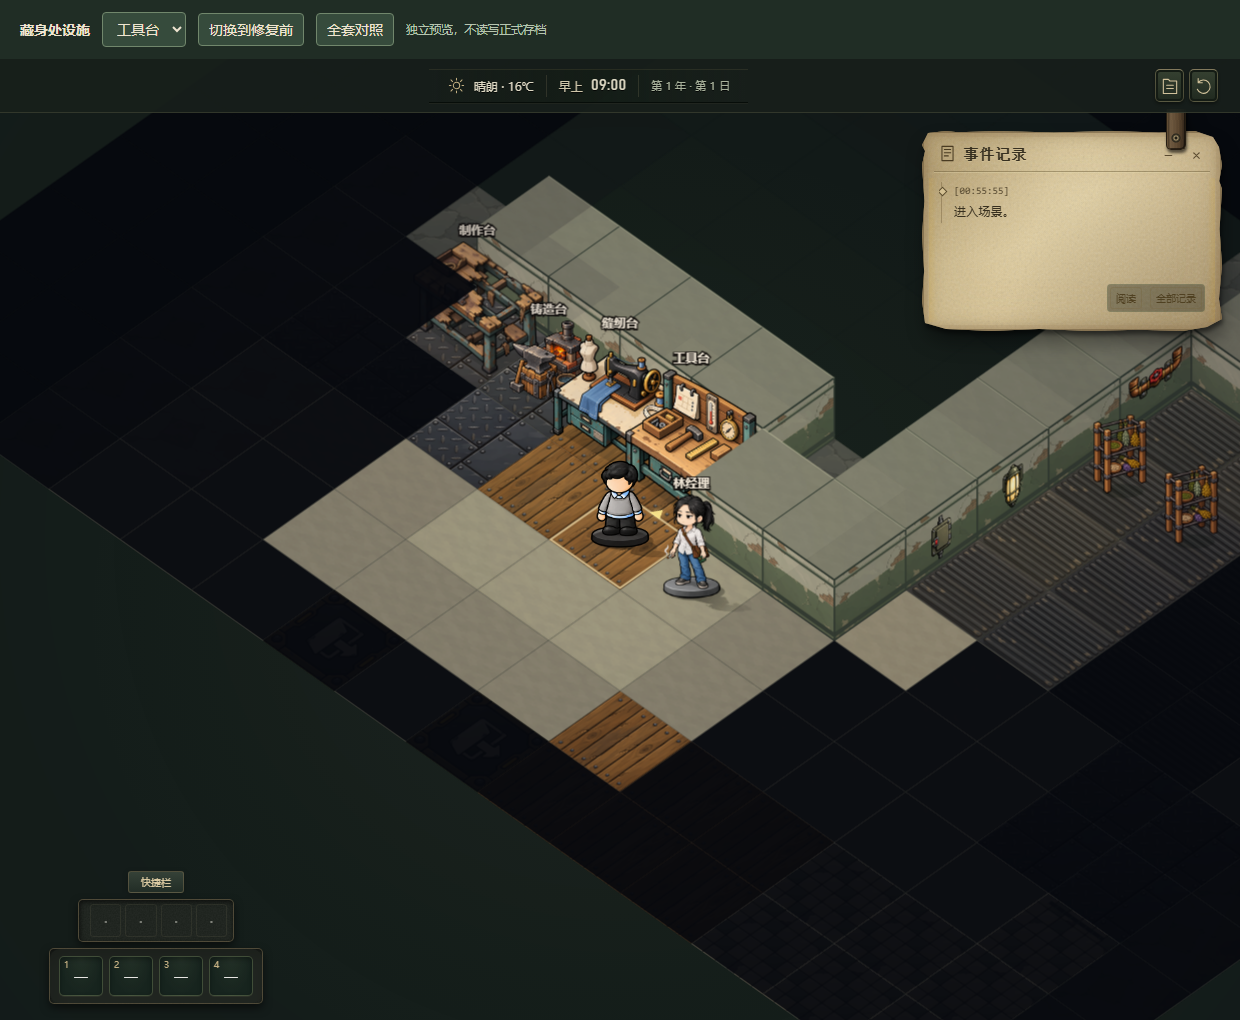 藏身处设施 工具台 切换到修复前 全套对照 独立预览，不读写正式存档
晴朗 · 16℃ 早上 09:00 第 1 年 · 第 1 日
事件记录
[00:55:55]
进入场景。
阅读 全部记录
制作台
铸造台
缝纫台
工具台
林经理
快捷栏
1 2 3 4